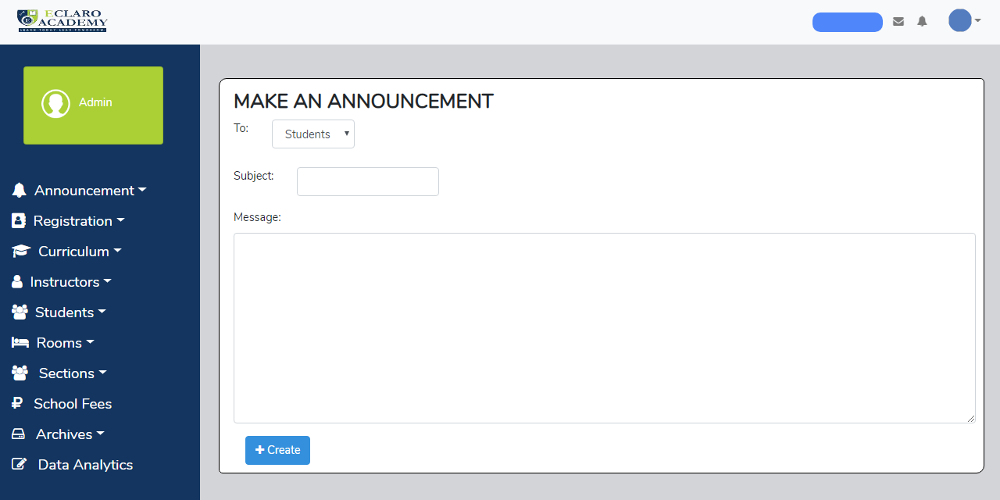 ECLARO
ACADEMY
LEARN TODAY. LEAD TOMORROW.
Admin
Announcement
Registration
Curriculum
Instructors
Students
Rooms
Sections
School Fees
Archives
Data Analytics
MAKE AN ANNOUNCEMENT
To: Students
Subject:
Message:
Create